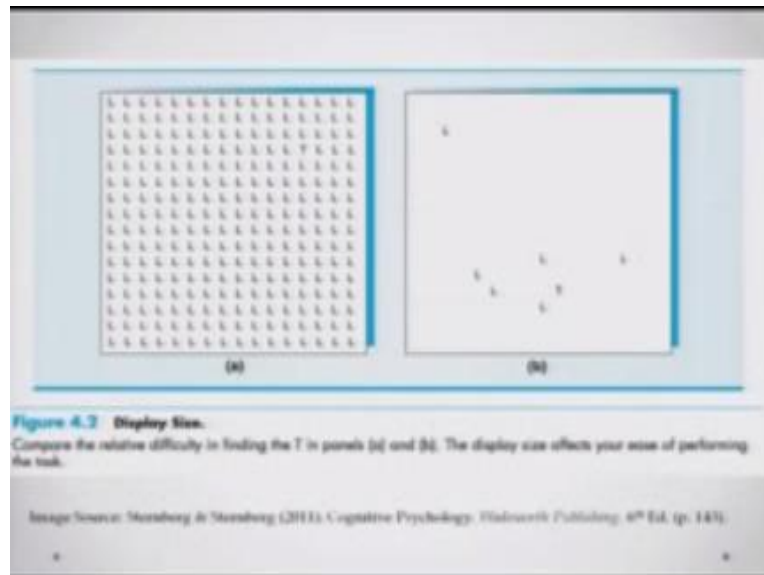 L L L L L L L L L L L L L L L L
L L L L L L L L L L L L L L L L
L L L L L L L L L L L L L L L L
L L L L L L L L L L L L T L L L
L L L L L L L L L L L L L L L L
L L L L L L L L L L L L L L L L
L L L L L L L L L L L L L L L L
L L L L L L L L L L L L L L L L
L L L L L L L L L L L L L L L L
L L L L L L L L L L L L L L L L
L L L L L L L L L L L L L L L L
L L L L L L L L L L L L L L L L
L L L L L L L L L L L L L L L L
L L L L L L L L L L L L L L L L
L L L L L L L L L L L L L L L L
L L L L L L L L L L L L L L L L
(a)
L
L L
L
L T
L
(b)
Figure 4.2 Display Size.
Compare the relative difficulty in finding the T in panels (a) and (b). The display size affects your ease of performing
the task.
Image Source: Sternberg & Sternberg (2011). Cognitive Psychology. Wadsworth Publishing. 6th Ed. (p. 143).